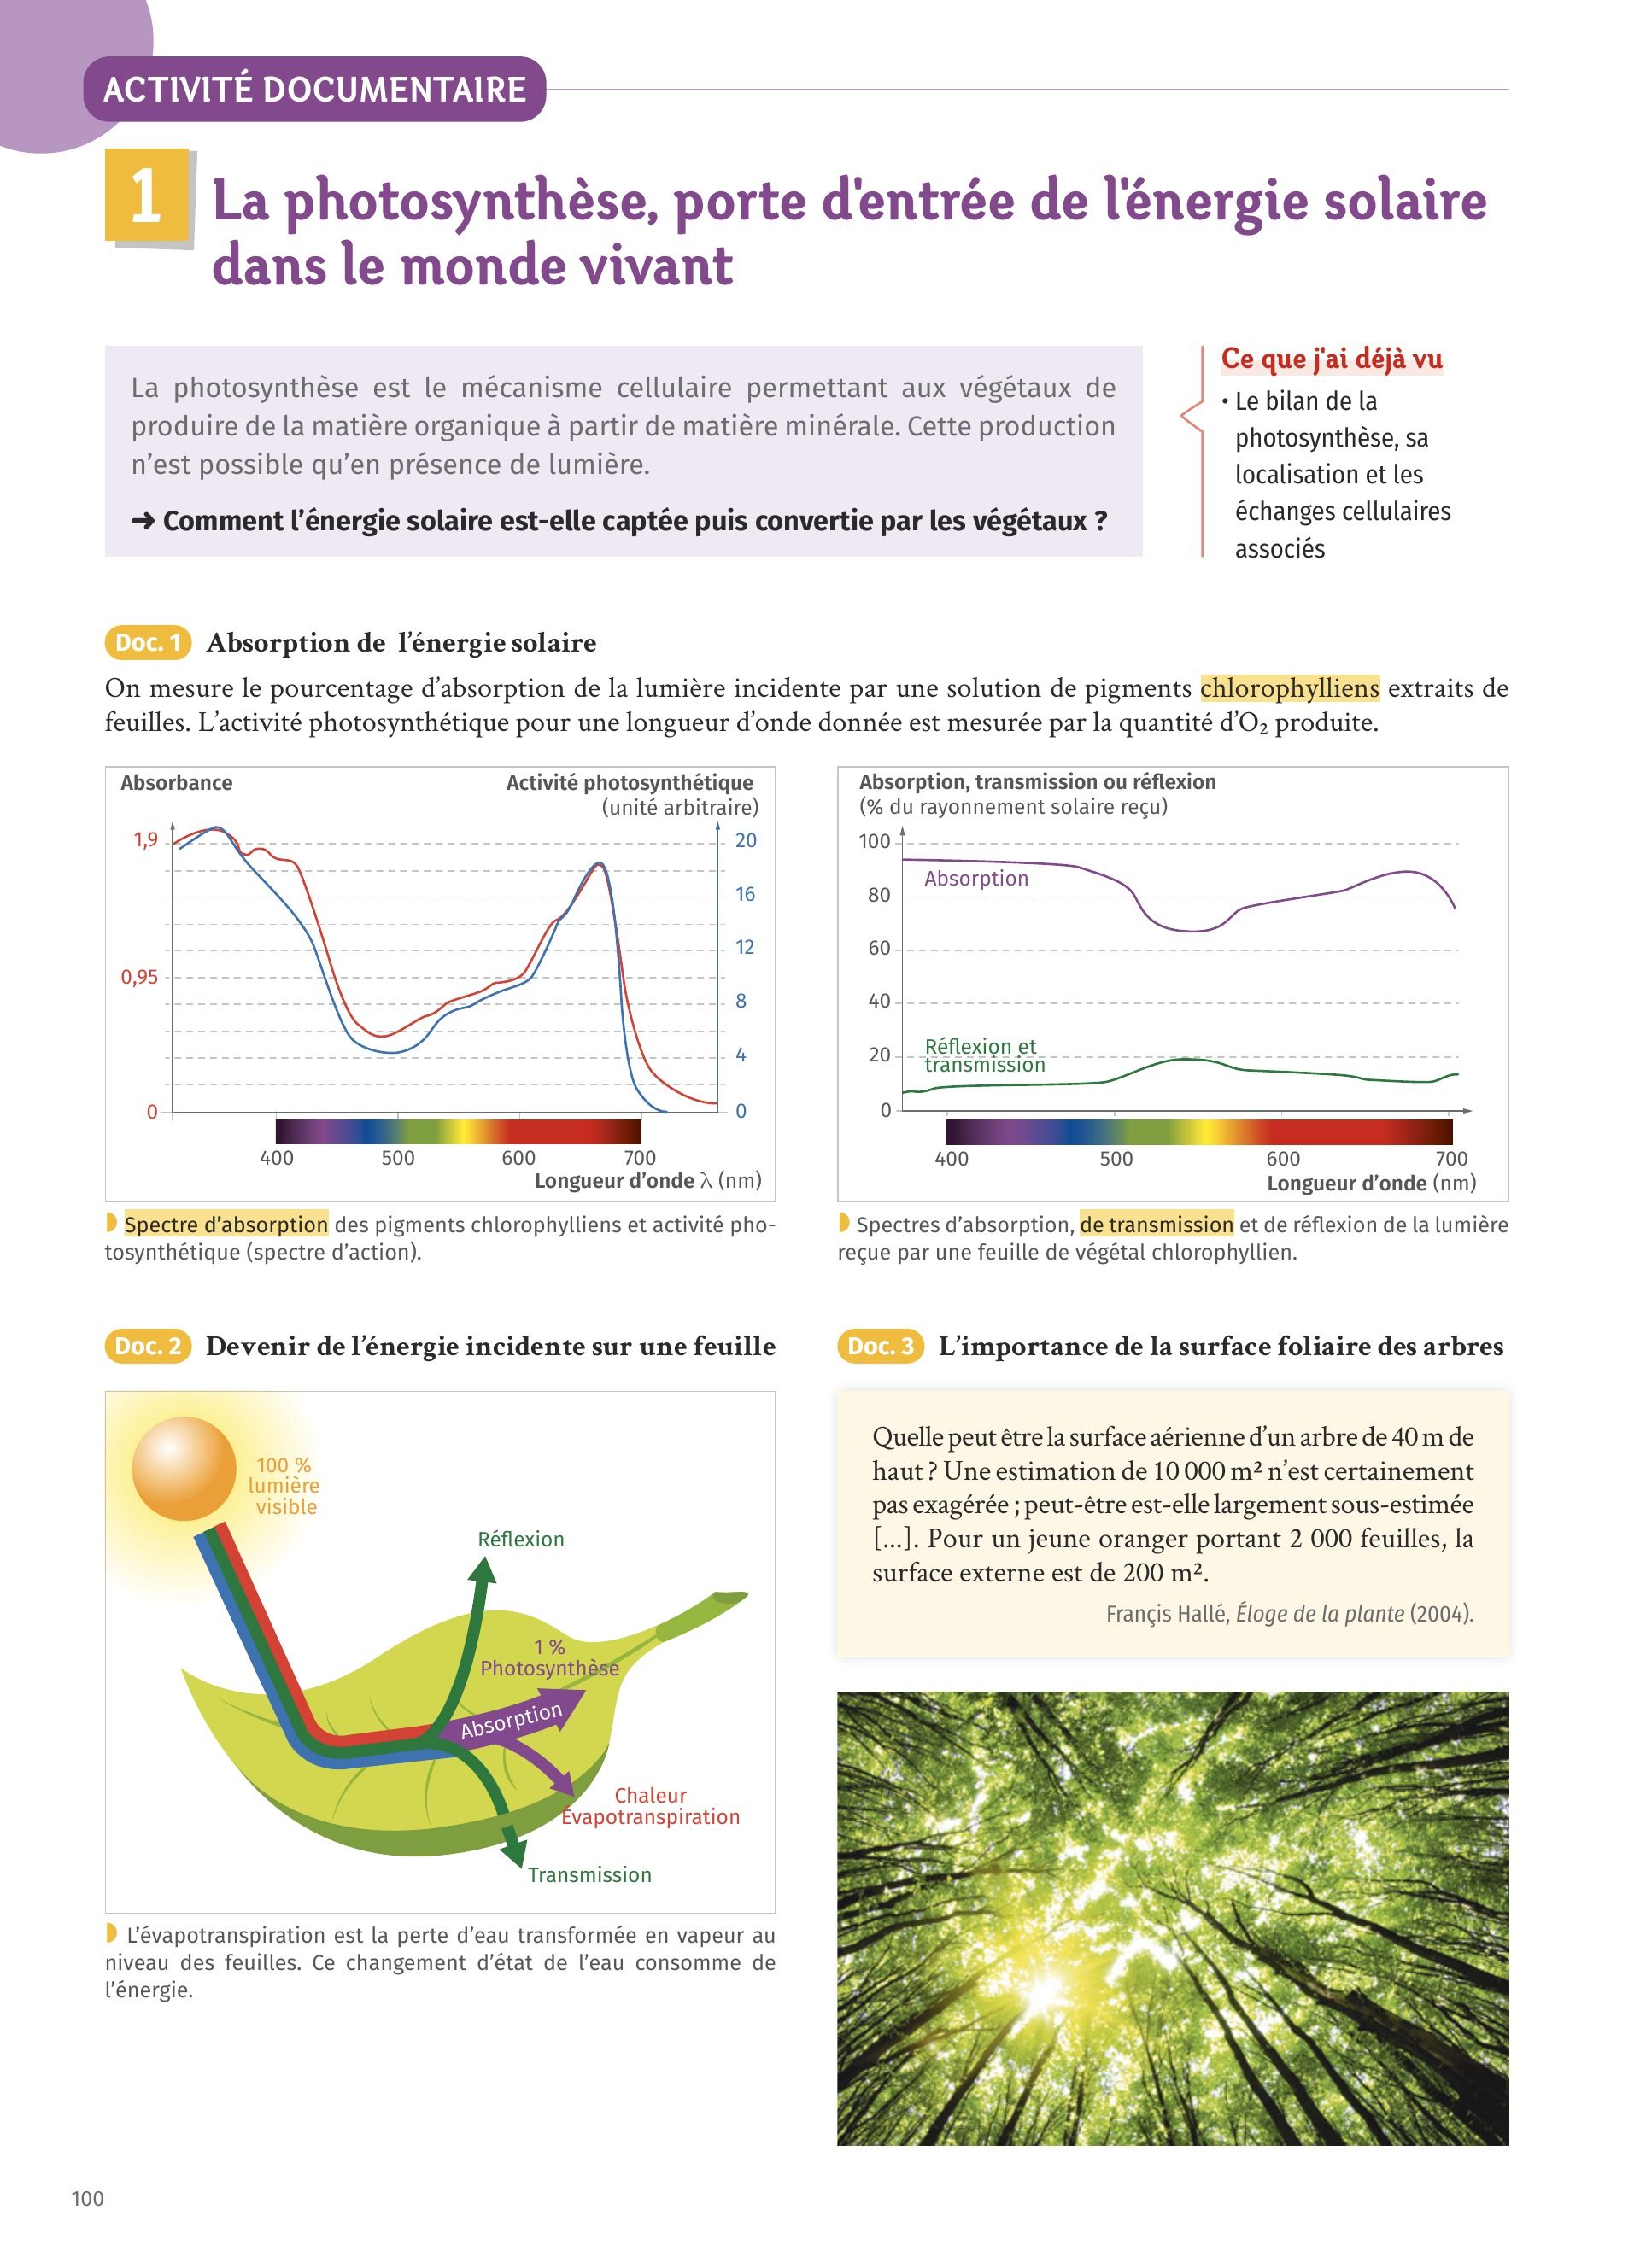 ACTIVITÉ DOCUMENTAIRE
1
La photosynthèse, porte d'entrée de l'énergie solaire
dans le monde vivant
La photosynthèse est le mécanisme cellulaire permettant aux végétaux de
produire de la matière organique à partir de matière minérale. Cette production
n’est possible qu’en présence de lumière.
➜ Comment l’énergie solaire est-elle captée puis convertie par les végétaux ?
Ce que j'ai déjà vu
• Le bilan de la
photosynthèse, sa
localisation et les
échanges cellulaires
associés
Doc. 1 Absorption de l’énergie solaire
On mesure le pourcentage d’absorption de la lumière incidente par une solution de pigments chlorophylliens extraits de
feuilles. L’activité photosynthétique pour une longueur d’onde donnée est mesurée par la quantité d’O₂ produite.
Absorbance
Activité photosynthétique
(unité arbitraire)
1,9
0,95
0
20
16
12
8
4
0
400 500 600 700
Longueur d’onde λ (nm)
Spectre d’absorption des pigments chlorophylliens et activité pho-
tosynthétique (spectre d’action).
Absorption, transmission ou réflexion
(% du rayonnement solaire reçu)
100
80
60
40
20
0
Absorption
Réflexion et
transmission
400 500 600 700
Longueur d’onde (nm)
Spectres d’absorption, de transmission et de réflexion de la lumière
reçue par une feuille de végétal chlorophyllien.
Doc. 2 Devenir de l’énergie incidente sur une feuille
100 %
lumière
visible
Réflexion
1 %
Photosynthèse
Absorption
Chaleur
Évapotranspiration
Transmission
L’évapotranspiration est la perte d’eau transformée en vapeur au
niveau des feuilles. Ce changement d’état de l’eau consomme de
l’énergie.
Doc. 3 L’importance de la surface foliaire des arbres
Quelle peut être la surface aérienne d’un arbre de 40 m de
haut ? Une estimation de 10 000 m² n’est certainement
pas exagérée ; peut-être est-elle largement sous-estimée
[...]. Pour un jeune oranger portant 2 000 feuilles, la
surface externe est de 200 m².
Françis Hallé, Éloge de la plante (2004).
100